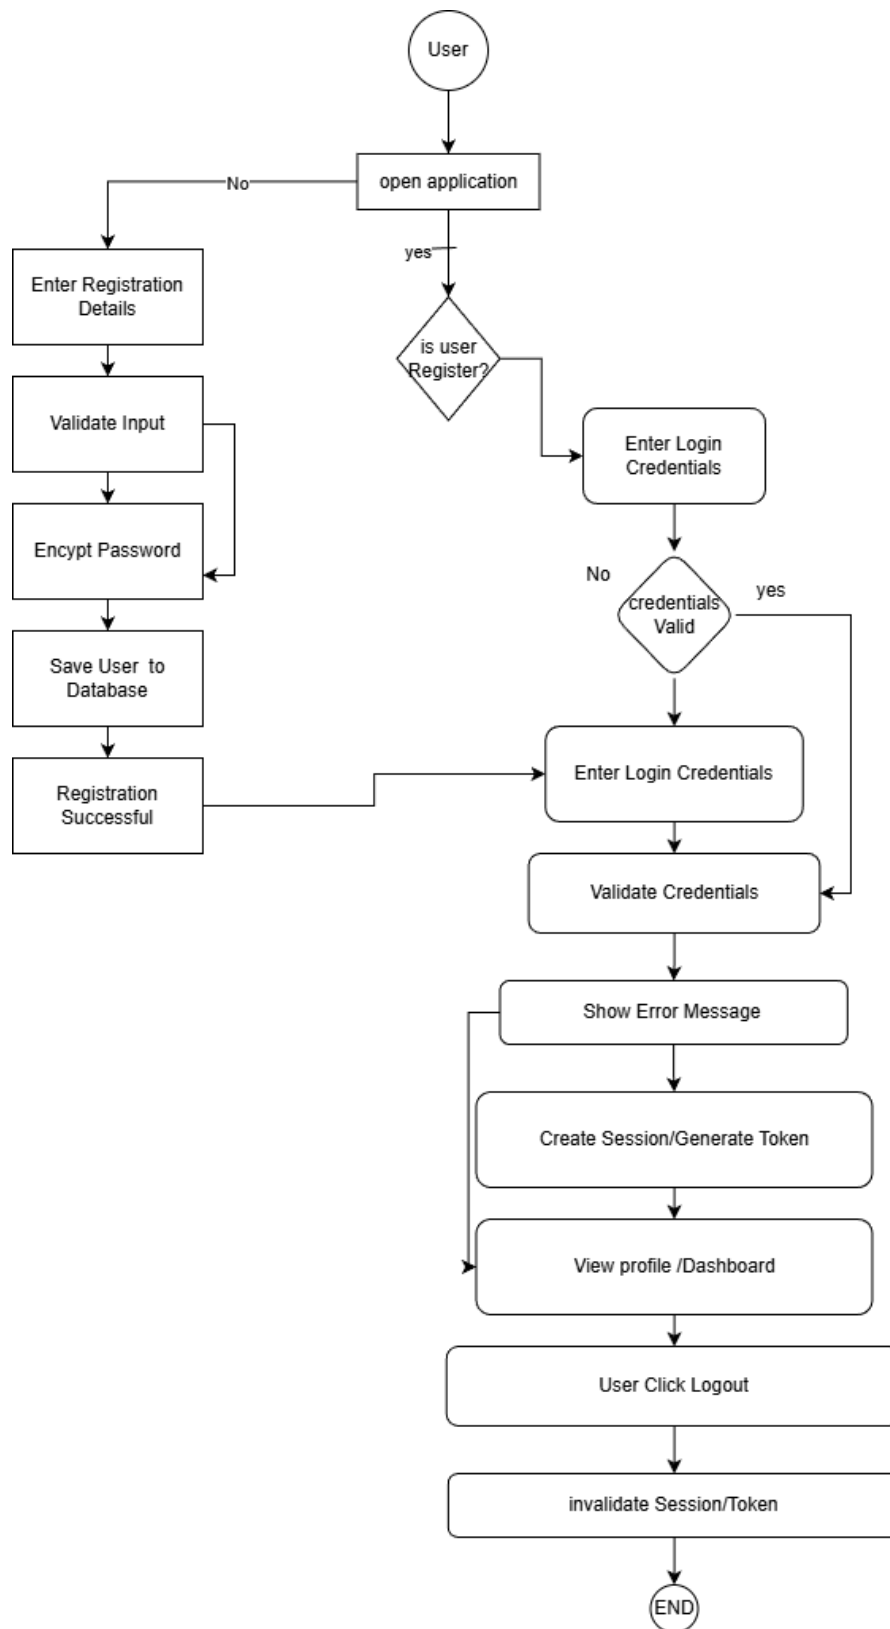 User
open application
No
yes
Enter Registration
Details
is user
Register?
Validate Input
Enter Login
Credentials
Encypt Password
No
credentials
Valid
yes
Save User  to
Database
Registration
Successful
Enter Login Credentials
Validate Credentials
Show Error Message
Create Session/Generate Token
View profile /Dashboard
User Click Logout
invalidate Session/Token
END